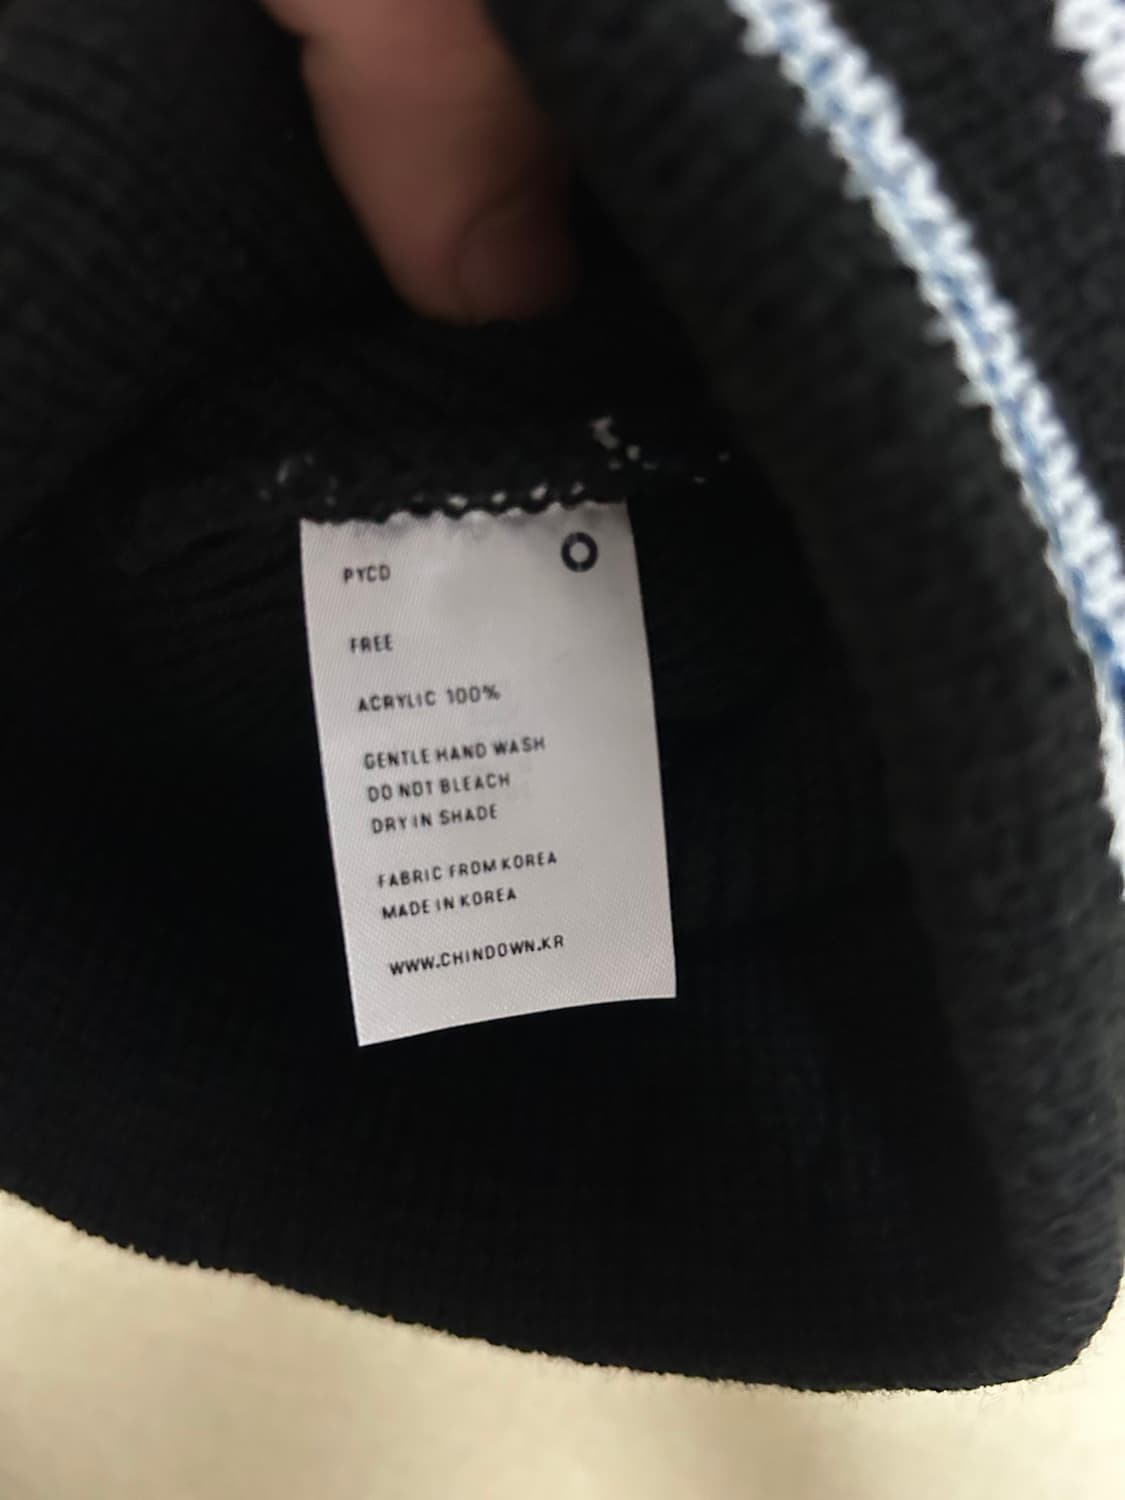 PYCD
FREE
ACRYLIC 100%
GENTLE HAND WASH
DO NOT BLEACH
DRY IN SHADE
FABRIC FROM KOREA
MADE IN KOREA
WWW.CHINDOWN.KR